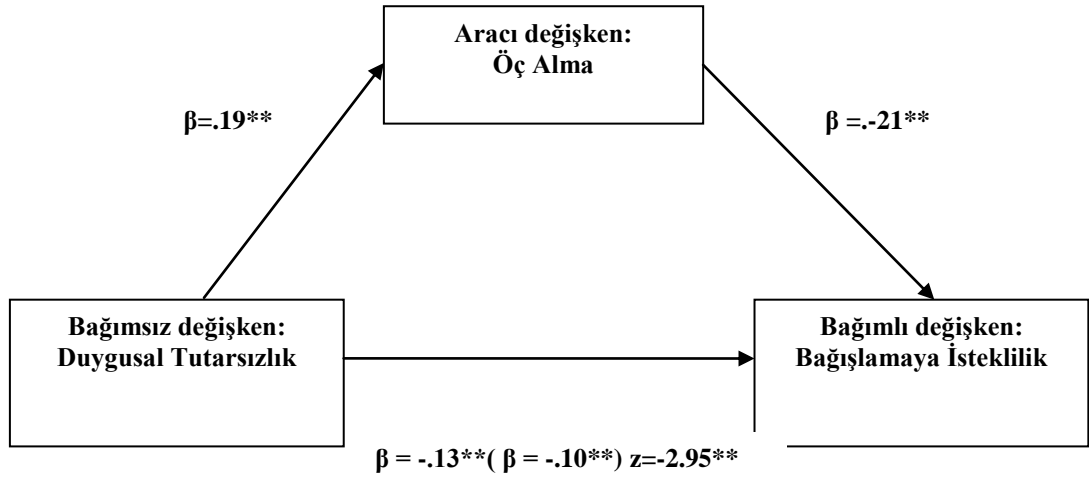 Aracı değişken:
Öç Alma
β=.19**
β =.-21**
Bağımsız değişken:
Duygusal Tutarsızlık
Bağımlı değişken:
Bağışlamaya İsteklilik
β = -.13**( β = -.10**) z=-2.95**